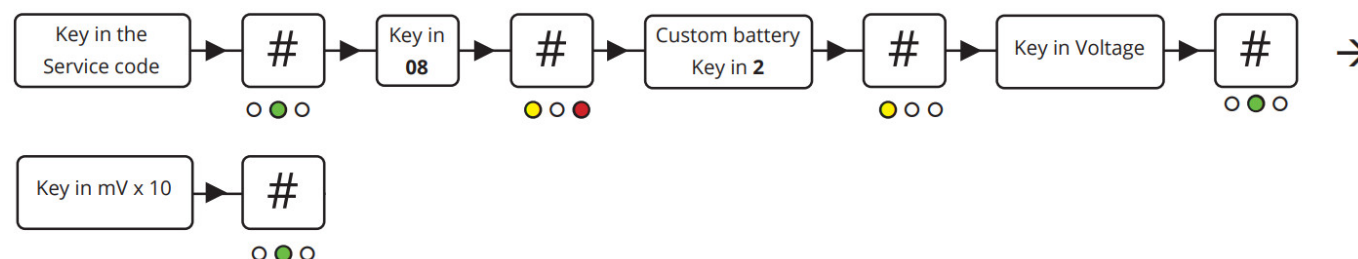 Key in the
Service code
#
Key in
08
#
Custom battery
Key in 2
#
Key in Voltage
#
Key in mV x 10
#